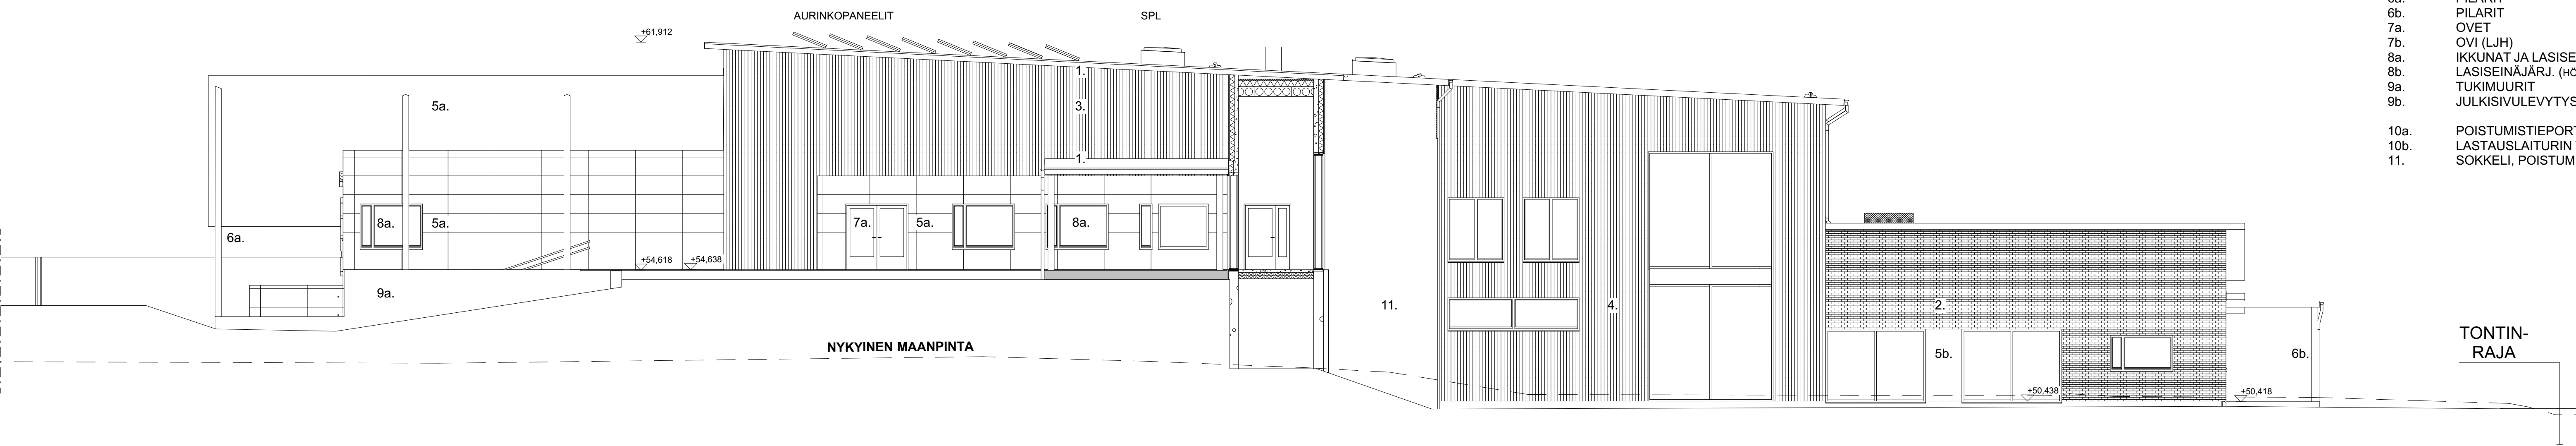 AURINKOPANEELIT
SPL
+61,912
1.
5a.
3.
1.
8a.
5a.
7a.
5a.
8a.
6a.
+54,618
+54,638
9a.
11.
4.
2.
NYKYINEN MAANPINTA
5b.
6b.
+50,438
+50,418
TONTIN-
RAJA
6b. PILARIT
7a. OVET
7b. OVI (LJH)
8a. IKKUNAT JA LASISE
8b. LASISEINÄJÄRJ. (HÖ
9a. TUKIMUURIT
9b. JULKISIVULEVYTYS
10a. POISTUMISTIEPORT
10b. LASTAUSLAITURIN
11. SOKKELI, POISTUM